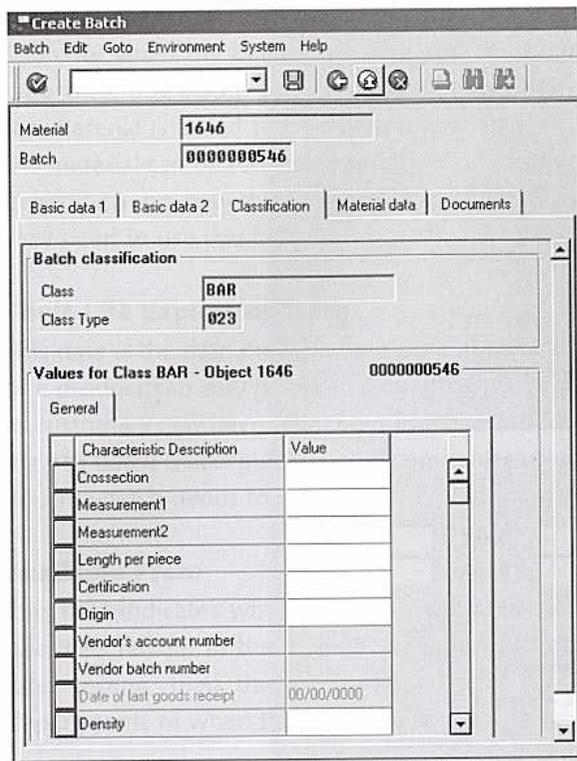 Create Batch
Batch Edit Goto Environment System Help
Material 1646
Batch 0000000546
Basic data 1 Basic data 2 Classification Material data Documents
Batch classification
Class BAR
Class Type 023
Values for Class BAR - Object 1646 0000000546
General
Characteristic Description Value
Crossection
Measurement1
Measurement2
Length per piece
Certification
Origin
Vendor's account number
Vendor batch number
Date of last goods receipt 00/00/0000
Density